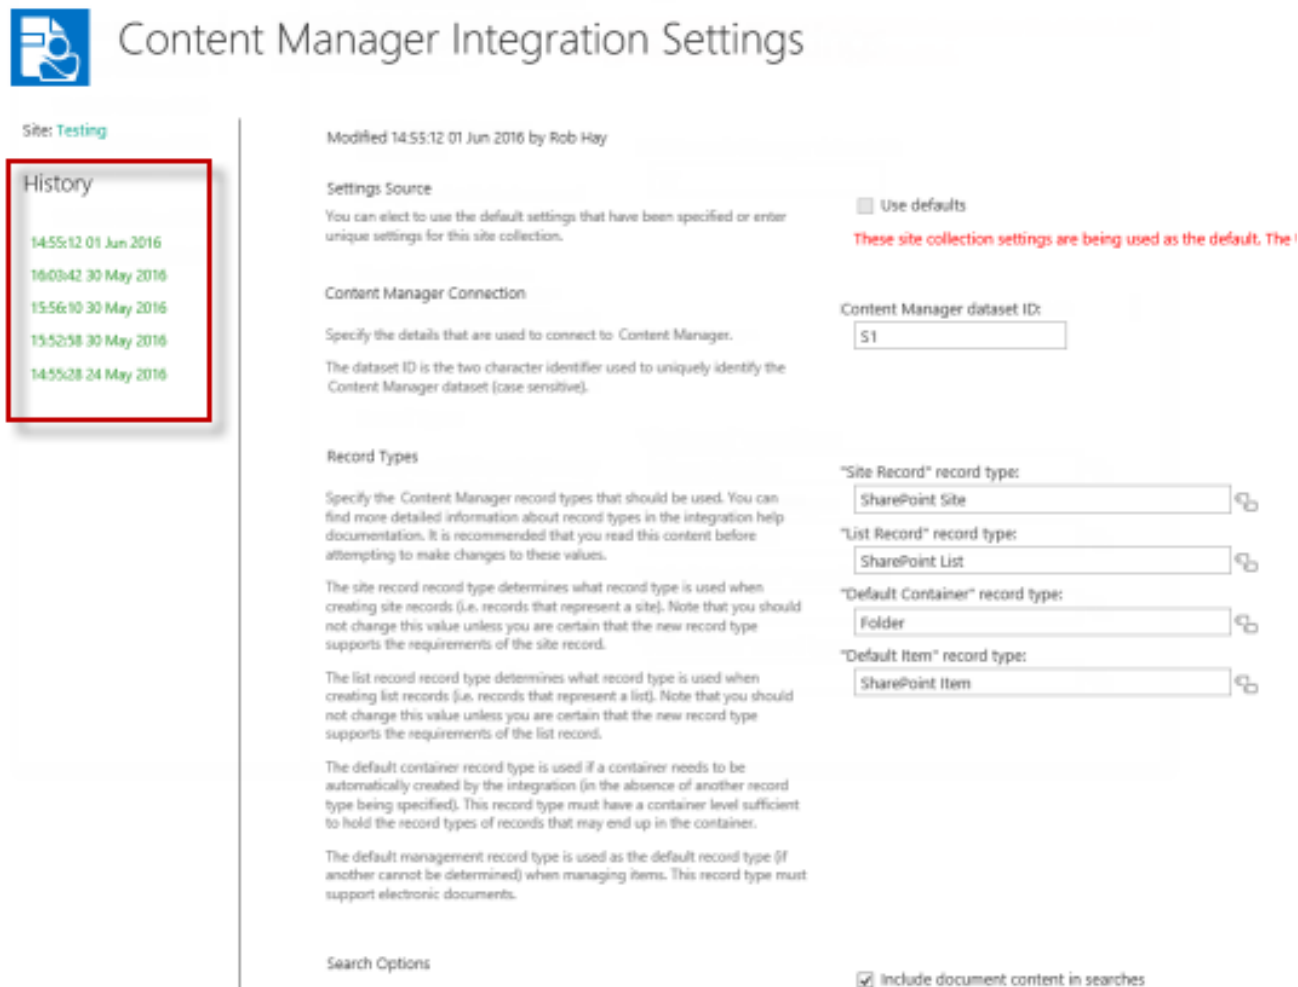 Content Manager Integration Settings
Site: Testing
History
14:55:12 01 Jun 2016
16:03:42 30 May 2016
15:56:10 30 May 2016
15:52:58 30 May 2016
14:55:28 24 May 2016
Modified 14:55:12 01 Jun 2016 by Rob Hay
Settings Source
You can elect to use the default settings that have been specified or enter
unique settings for this site collection.
Use defaults
These site collection settings are being used as the default. The
Content Manager Connection
Specify the details that are used to connect to Content Manager.
The dataset ID is the two character identifier used to uniquely identify the
Content Manager dataset (case sensitive).
Content Manager dataset ID:
S1
Record Types
Specify the Content Manager record types that should be used. You can
find more detailed information about record types in the integration help
documentation. It is recommended that you read this content before
attempting to make changes to these values.
The site record record type determines what record type is used when
creating site records (i.e. records that represent a site). Note that you should
not change this value unless you are certain that the new record type
supports the requirements of the site record.
The list record record type determines what record type is used when
creating list records (i.e. records that represent a list). Note that you should
not change this value unless you are certain that the new record type
supports the requirements of the list record.
The default container record type is used if a container needs to be
automatically created by the integration (in the absence of another record
type being specified). This record type must have a container level sufficient
to hold the record types of records that may end up in the container.
The default management record type is used as the default record type (if
another cannot be determined) when managing items. This record type must
support electronic documents.
"Site Record" record type:
SharePoint Site
"List Record" record type:
SharePoint List
"Default Container" record type:
Folder
"Default Item" record type:
SharePoint Item
Search Options
Include document content in searches